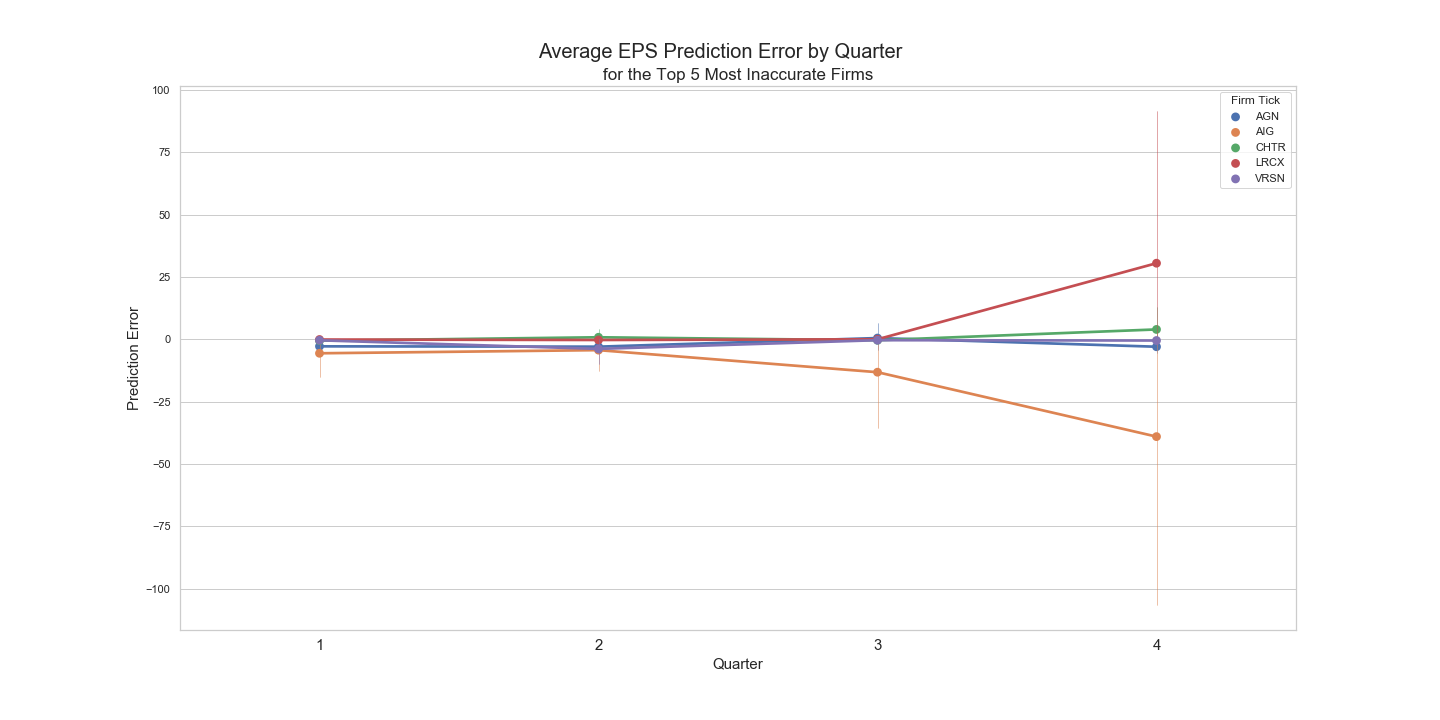 Average EPS Prediction Error by Quarter
for the Top 5 Most Inaccurate Firms
Firm Tick
AGN
AIG
CHTR
LRCX
VRSN
Prediction Error
100
75
50
25
0
−25
−50
−75
−100
1 2 3 4
Quarter